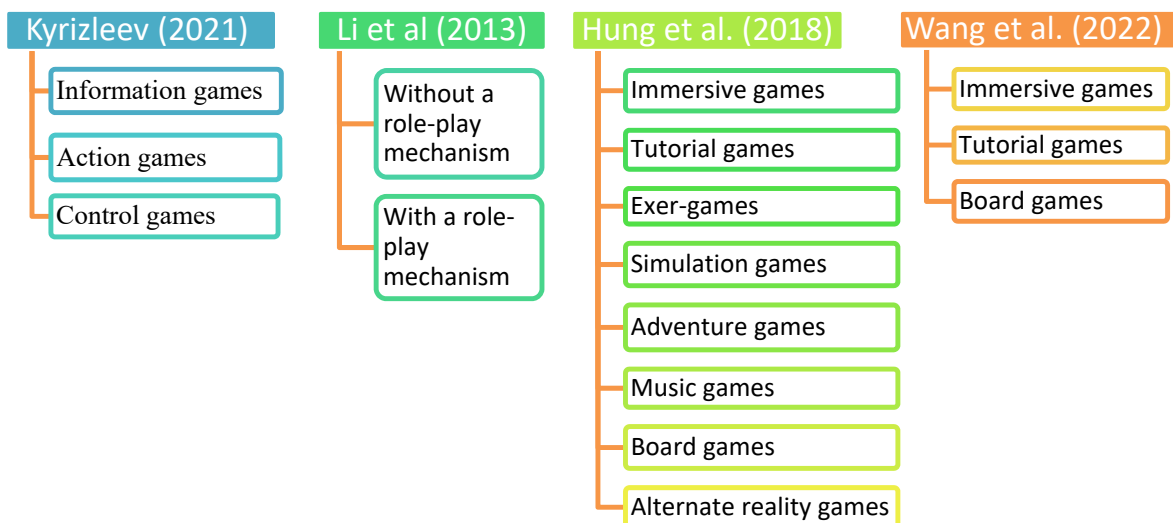 Kyrizleev (2021)
Information games
Action games
Control games
Li et al (2013)
Without a
role-play
mechanism
With a role-
play
mechanism
Hung et al. (2018)
Immersive games
Tutorial games
Exer-games
Simulation games
Adventure games
Music games
Board games
Alternate reality games
Wang et al. (2022)
Immersive games
Tutorial games
Board games